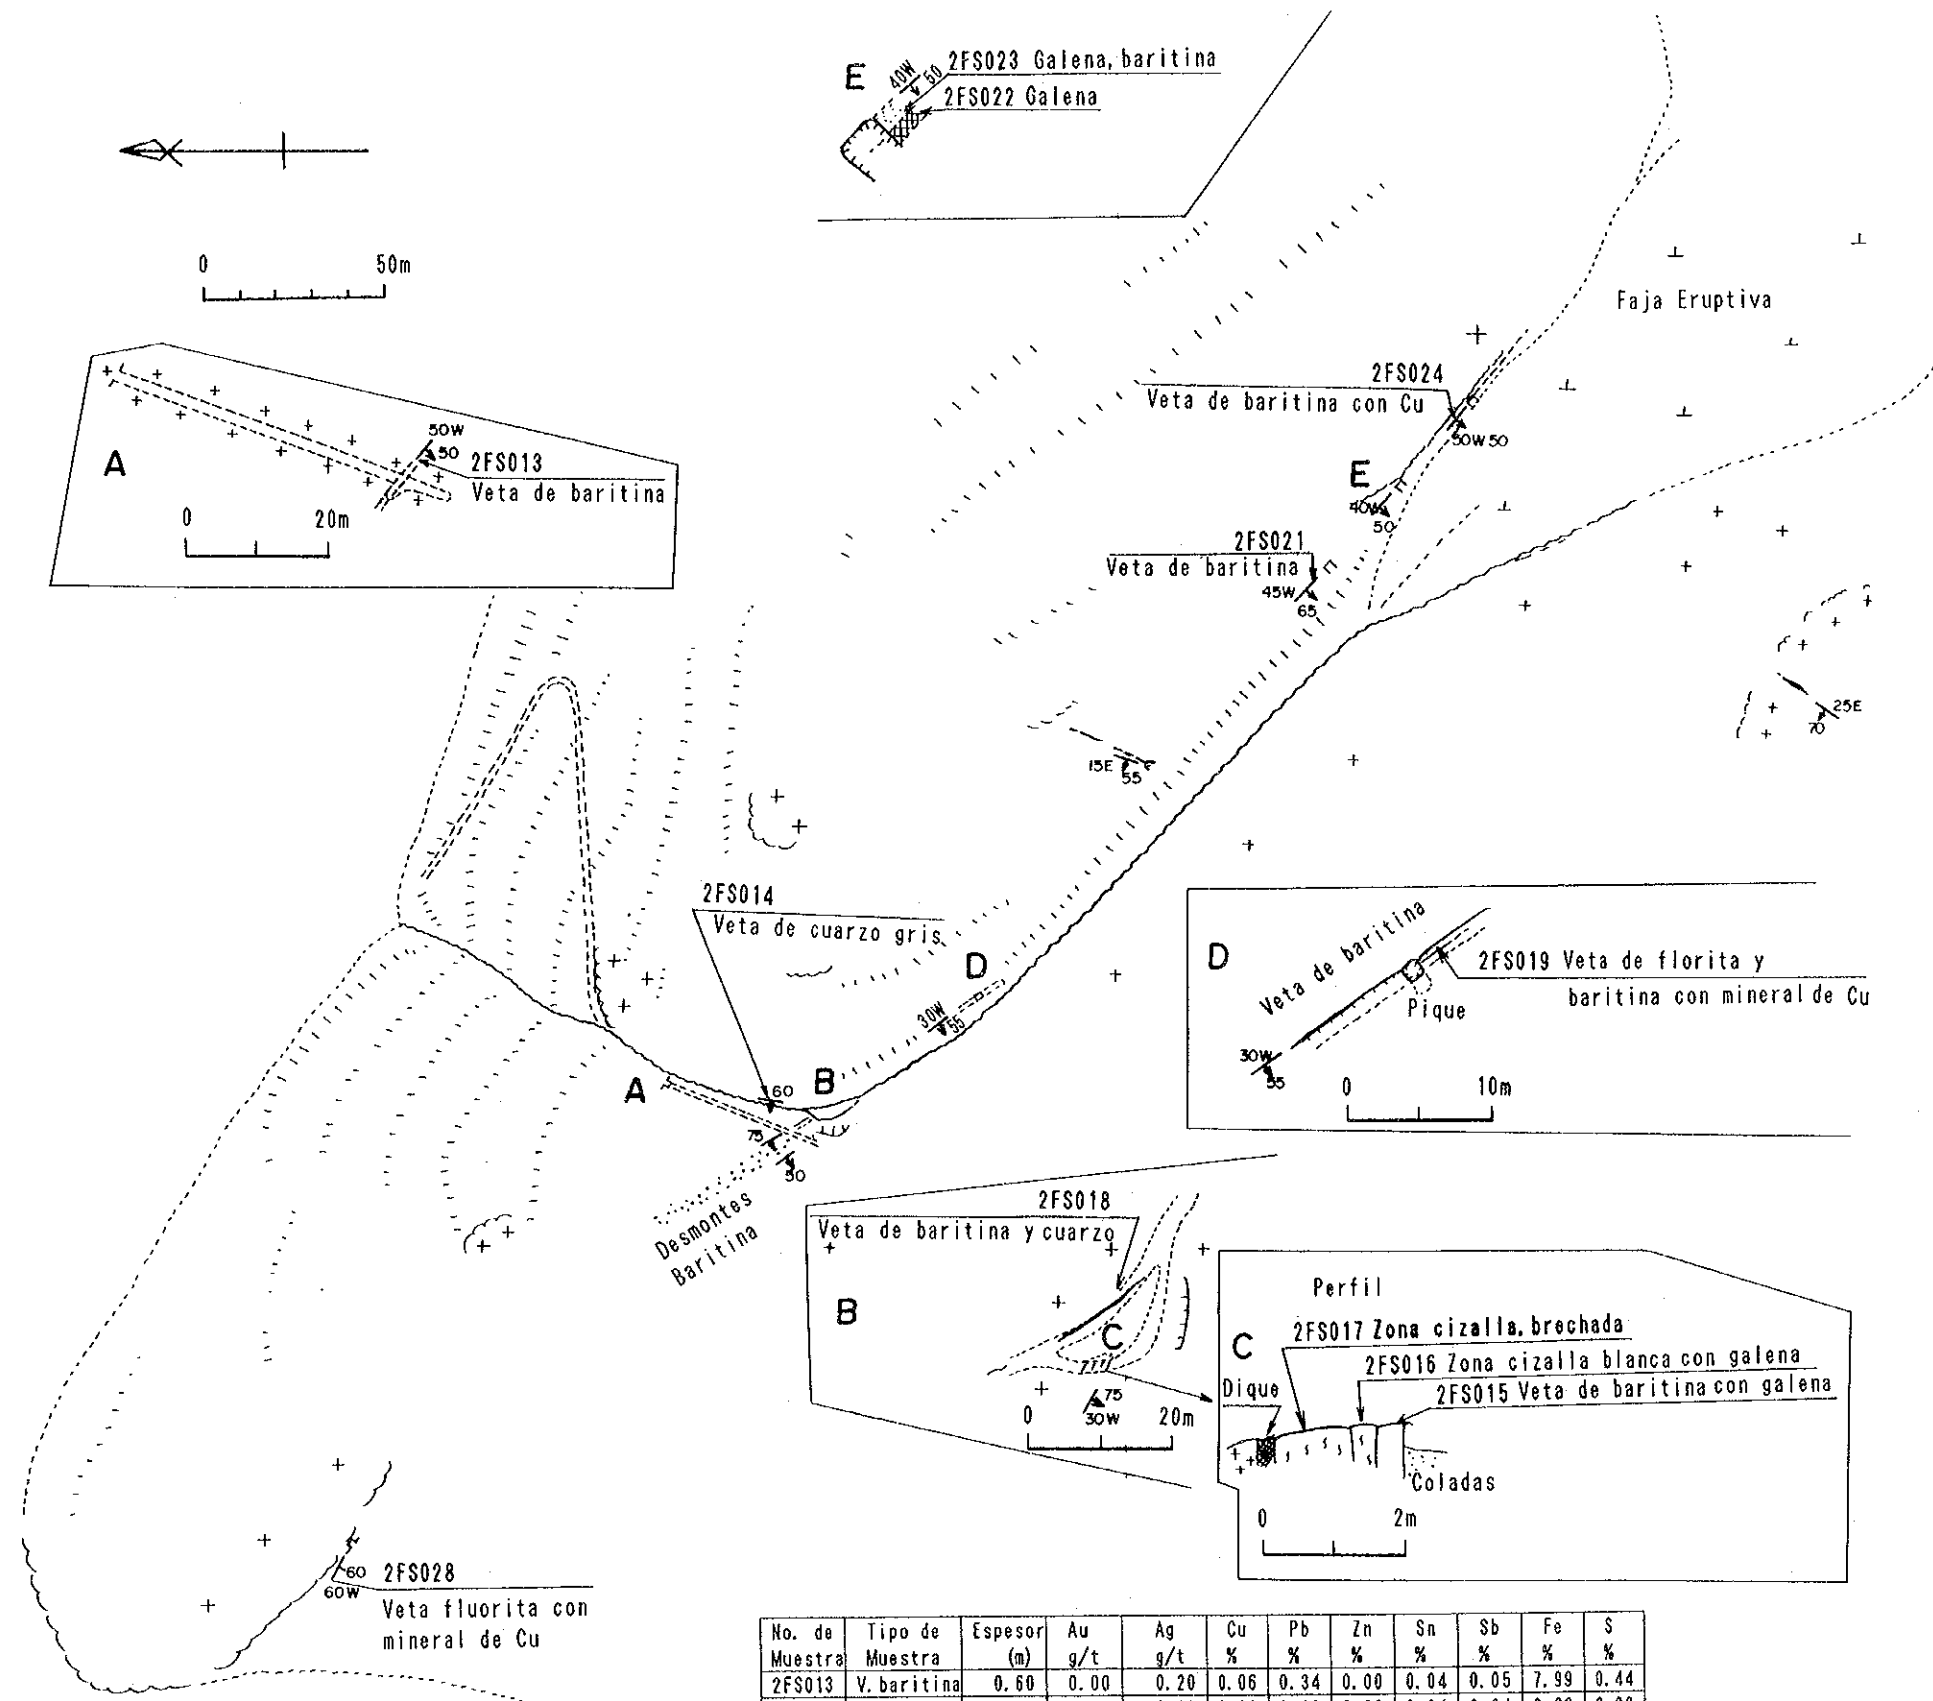 E
40W
50
2FS023 Galena, baritina
2FS022 Galena
0 50m
Faja Eruptiva
A
50W
50
2FS013
Veta de baritina
0 20m
2FS024
Veta de baritina con Cu
50W 50
E
40W
50
2FS021
Veta de baritina
45W
65
15E
55
25E
70
2FS014
Veta de cuarzo gris
D
30W
55
A
B
60
75
50
Desmontes
Baritina
D
Veta de baritina
2FS019 Veta de florita y
baritina con mineral de Cu
Pique
30W
55
0 10m
2FS018
Veta de baritina y cuarzo
B
C
75
30W
0 20m
Perfil
C
2FS017 Zona cizalla, brechada
2FS016 Zona cizalla blanca con galena
2FS015 Veta de baritina con galena
Dique
Coladas
0 2m
60
60W
2FS028
Veta fluorita con
mineral de Cu
No. de Tipo de Espesor Au Ag Cu Pb Zn Sn Sb Fe S
Muestra Muestra (m) g/t g/t % % % % % % %
2FS013 V. baritina 0.60 0.00 0.20 0.06 0.34 0.00 0.04 0.05 7.99 0.44